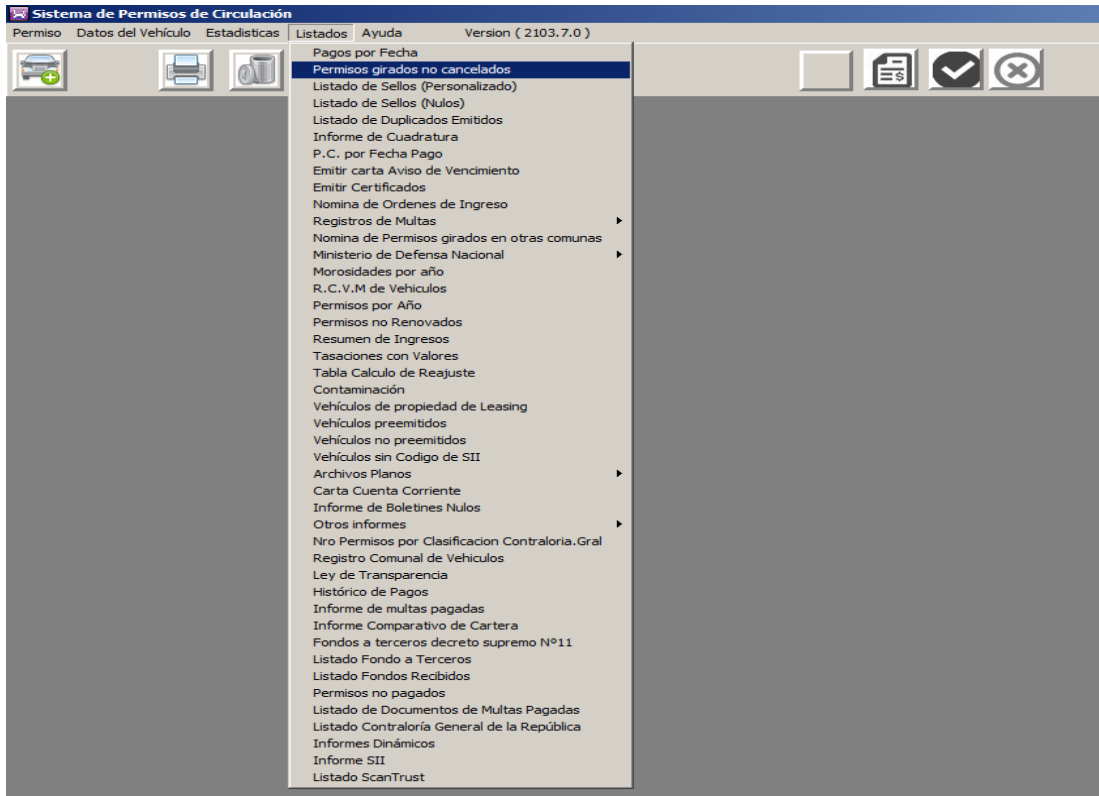 Sistema de Permisos de Circulación
Permiso Datos del Vehículo Estadisticas Listados Ayuda Version ( 2103.7.0 )
Pagos por Fecha
Permisos girados no cancelados
Listado de Sellos (Personalizado)
Listado de Sellos (Nulos)
Listado de Duplicados Emitidos
Informe de Cuadratura
P.C. por Fecha Pago
Emitir carta Aviso de Vencimiento
Emitir Certificados
Nomina de Ordenes de Ingreso
Registros de Multas
Nomina de Permisos girados en otras comunas
Ministerio de Defensa Nacional
Morosidades por año
R.C.V.M de Vehiculos
Permisos por Año
Permisos no Renovados
Resumen de Ingresos
Tasaciones con Valores
Tabla Calculo de Reajuste
Contaminación
Vehículos de propiedad de Leasing
Vehículos preemitidos
Vehículos no preemitidos
Vehículos sin Codigo de SII
Archivos Planos
Carta Cuenta Corriente
Informe de Boletines Nulos
Otros informes
Nro Permisos por Clasificacion Contraloria.Gral
Registro Comunal de Vehiculos
Ley de Transparencia
Histórico de Pagos
Informe de multas pagadas
Informe Comparativo de Cartera
Fondos a terceros decreto supremo Nº11
Listado Fondo a Terceros
Listado Fondos Recibidos
Permisos no pagados
Listado de Documentos de Multas Pagadas
Listado Contraloría General de la República
Informes Dinámicos
Informe SII
Listado ScanTrust